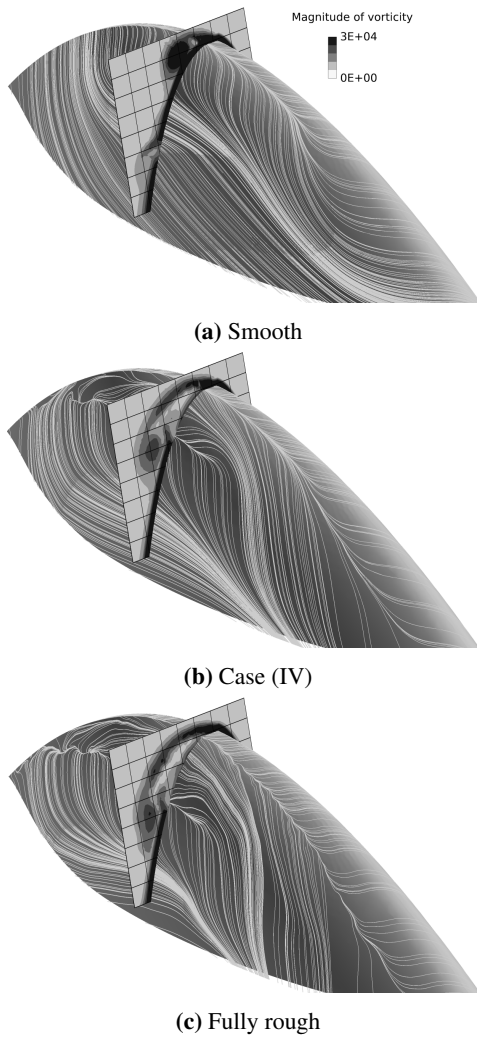 Magnitude of vorticity
3E+04
0E+00
(a) Smooth
(b) Case (IV)
(c) Fully rough